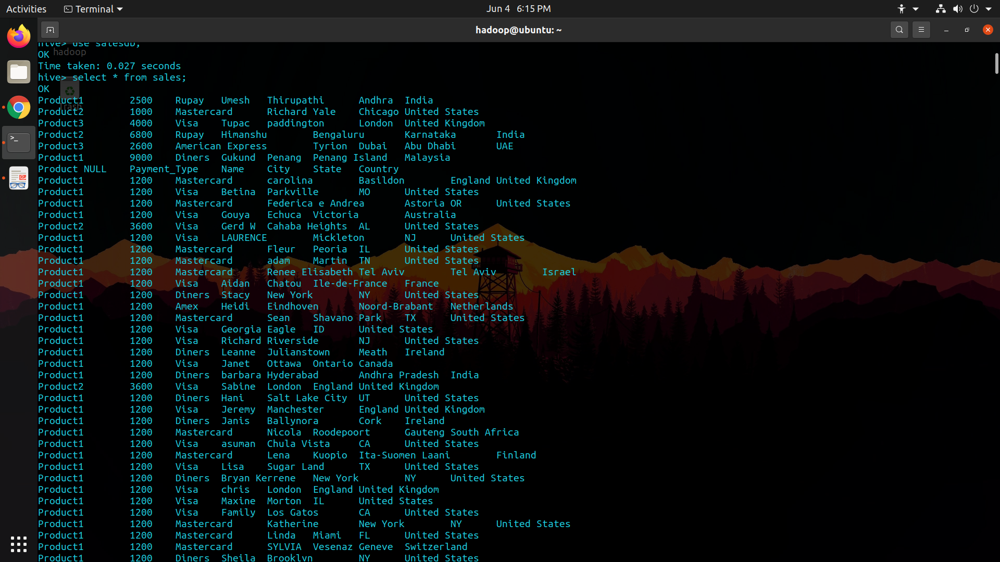 Activities Terminal Jun 4 6:15 PM
hadoop@ubuntu: ~
hive> use salesdb;
hadoop
OK
Time taken: 0.027 seconds
hive> select * from sales;
OK
Trash
Product1 2500 Rupay Umesh Thirupathi Andhra India
Product2 1000 Mastercard Richard Yale Chicago United States
Product3 4000 Visa Tupac paddington London United Kingdom
Product2 6800 Rupay Himanshu Bengaluru Karnataka India
Product3 2600 American Express Tyrion Dubai Abu Dhabi UAE
Product1 9000 Diners Gukund Penang Penang Island Malaysia
Product NULL Payment_Type Name City State Country
Product1 1200 Mastercard carolina Basildon England United Kingdom
Product1 1200 Visa Betina Parkville MO United States
Product1 1200 Mastercard Federica e Andrea Astoria OR United States
Product1 1200 Visa Gouya Echuca Victoria Australia
Product2 3600 Visa Gerd W Cahaba Heights AL United States
Product1 1200 Visa LAURENCE Mickleton NJ United States
Product1 1200 Mastercard Fleur Peoria IL United States
Product1 1200 Mastercard adam Martin TN United States
Product1 1200 Mastercard Renee Elisabeth Tel Aviv Tel Aviv Israel
Product1 1200 Visa Aidan Chatou Ile-de-France France
Product1 1200 Diners Stacy New York NY United States
Product1 1200 Amex Heidi Eindhoven Noord-Brabant Netherlands
Product1 1200 Mastercard Sean Shavano Park TX United States
Product1 1200 Visa Georgia Eagle ID United States
Product1 1200 Visa Richard Riverside NJ United States
Product1 1200 Diners Leanne Julianstown Meath Ireland
Product1 1200 Visa Janet Ottawa Ontario Canada
Product1 1200 Diners barbara Hyderabad Andhra Pradesh India
Product2 3600 Visa Sabine London England United Kingdom
Product1 1200 Diners Hani Salt Lake City UT United States
Product1 1200 Visa Jeremy Manchester England United Kingdom
Product1 1200 Diners Janis Ballynora Cork Ireland
Product1 1200 Mastercard Nicola Roodepoort Gauteng South Africa
Product1 1200 Visa asuman Chula Vista CA United States
Product1 1200 Mastercard Lena Kuopio Ita-Suomen Laani Finland
Product1 1200 Visa Lisa Sugar Land TX United States
Product1 1200 Diners Bryan Kerrene New York NY United States
Product1 1200 Visa chris London England United Kingdom
Product1 1200 Visa Maxine Morton IL United States
Product1 1200 Visa Family Los Gatos CA United States
Product1 1200 Mastercard Katherine New York NY United States
Product1 1200 Mastercard Linda Miami FL United States
Product1 1200 Mastercard SYLVIA Vesenaz Geneve Switzerland
Product1 1200 Diners Sheila Brooklyn NY United States